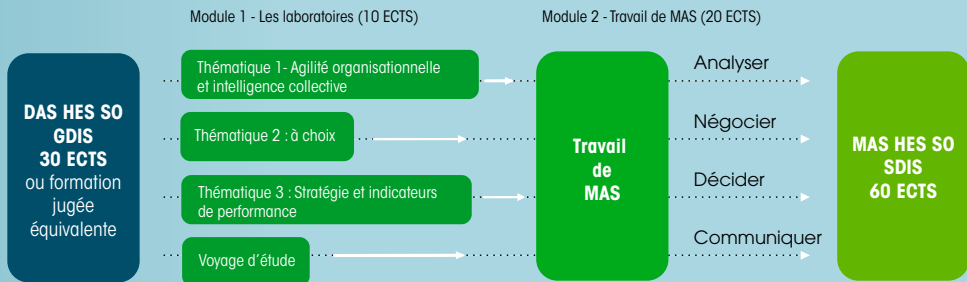 Module 1 - Les laboratoires (10 ECTS)
Module 2 - Travail de MAS (20 ECTS)
DAS HES SO
GDIS
30 ECTS
ou formation
jugée
équivalente
Thématique 1- Agilité organisationnelle
et intelligence collective
Thématique 2 : à choix
Thématique 3 : Stratégie et indicateurs
de performance
Voyage d'étude
Travail
de
MAS
Analyser
Négocier
Décider
Communiquer
MAS HES SO
SDIS
60 ECTS